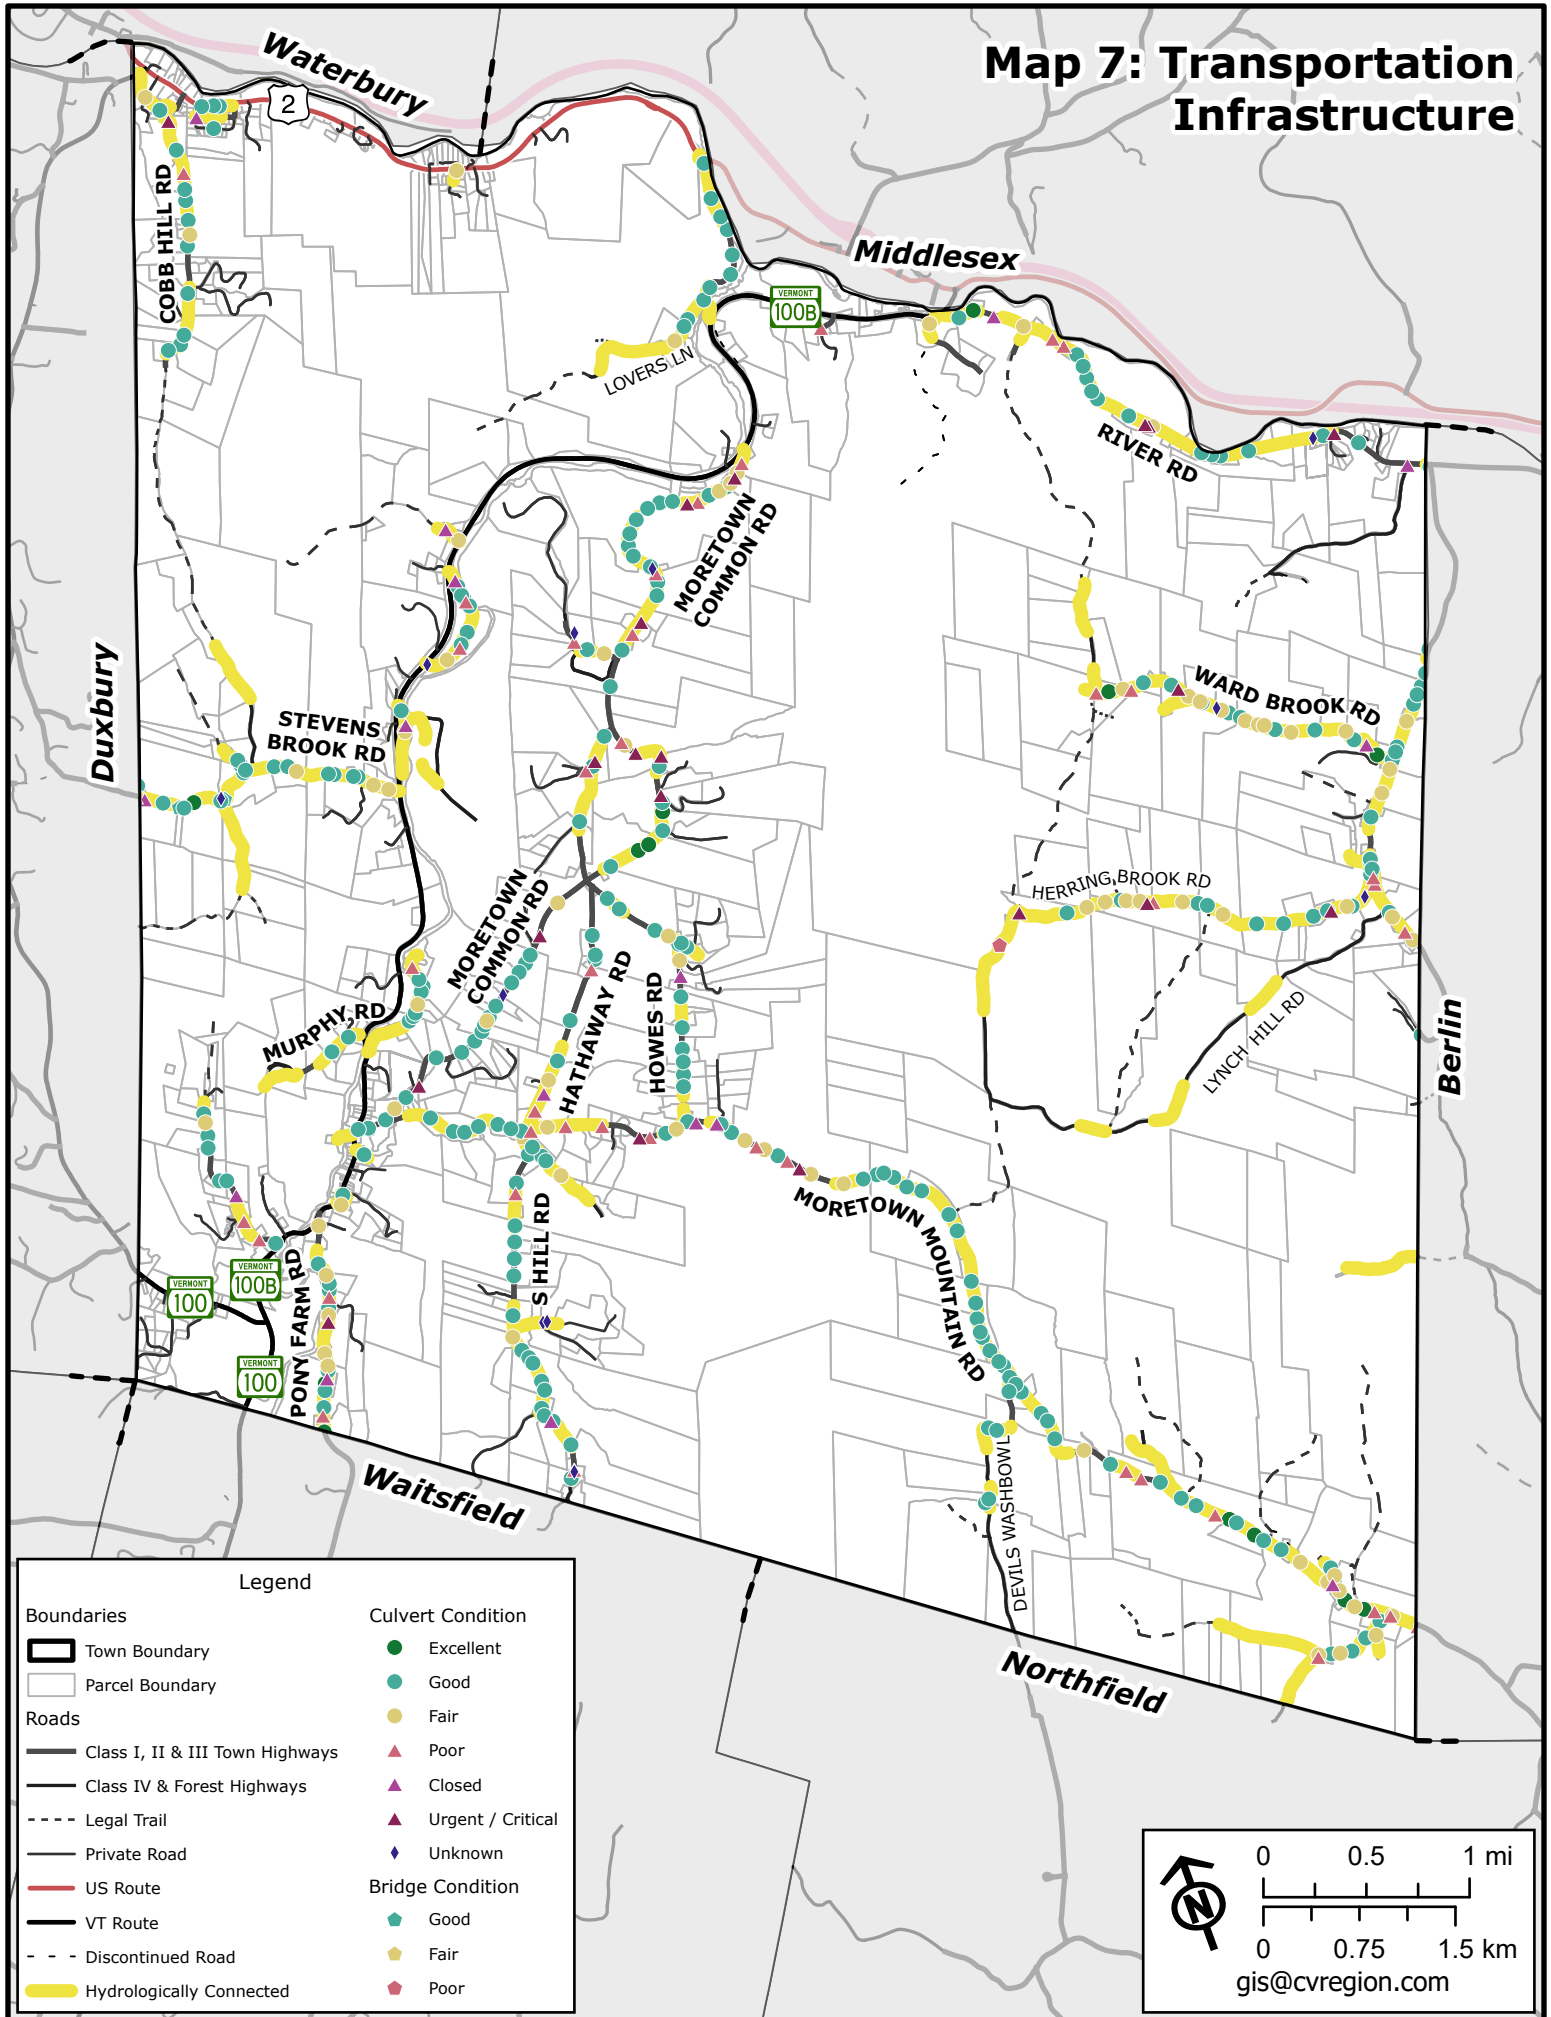 Map 7: Transportation
Infrastructure
Waterbury
2
Middlesex
VERMONT
100B
COBB HILL RD
LOVERS LN
RIVER RD
MORETOWN
COMMON RD
Duxbury
WARD BROOK RD
STEVENS
BROOK RD
HERRING BROOK RD
MORETOWN
COMMON RD
HATHAWAY RD
HOWES RD
MURPHY RD
LYNCH HILL RD
Berlin
MORETOWN MOUNTAIN RD
S HILL RD
PONY FARM RD
VERMONT
100B
VERMONT
100
VERMONT
100
DEVILS WASHBOWL
Waitsfield
Northfield
Legend
Boundaries
Town Boundary
Parcel Boundary
Roads
Class I, II & III Town Highways
Class IV & Forest Highways
Legal Trail
Private Road
US Route
VT Route
Discontinued Road
Hydrologically Connected
Culvert Condition
Excellent
Good
Fair
Poor
Closed
Urgent / Critical
Unknown
Bridge Condition
Good
Fair
Poor
N
0 0.5 1 mi
0 0.75 1.5 km
gis@cvregion.com